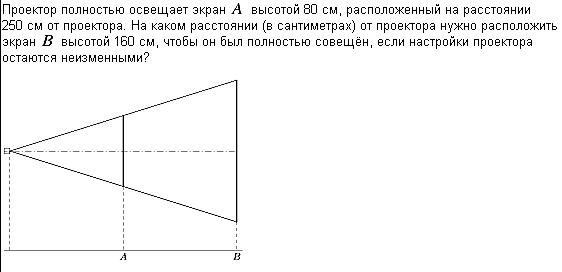 Проектор полностью освещает экран A высотой 80 см, расположенный на расстоянии
250 см от проектора. На каком расстоянии (в сантиметрах) от проектора нужно расположить
экран B высотой 160 см, чтобы он был полностью совещён, если настройки проектора
остаются неизменными?
A B